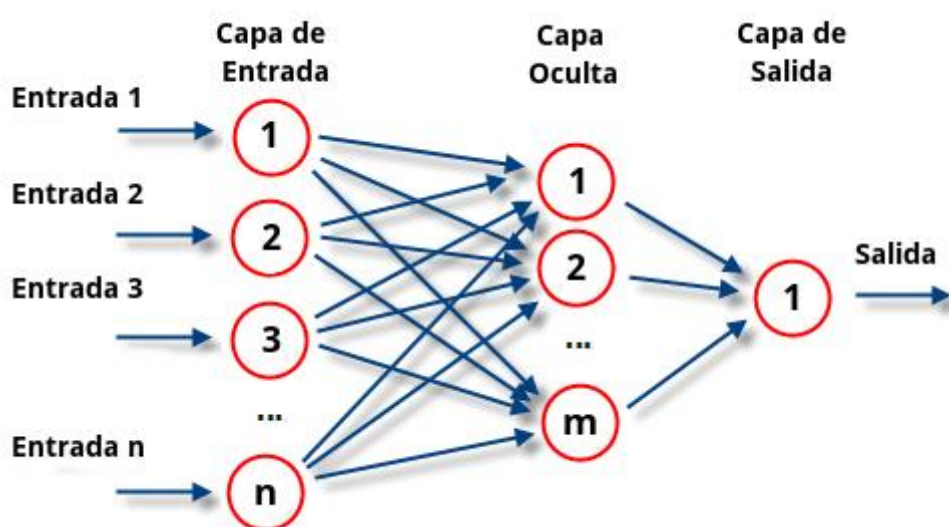 Capa de
Entrada
Capa
Oculta
Capa de
Salida
Entrada 1
1
Entrada 2
2
Entrada 3
3
...
Entrada n
n
1
2
...
m
1
Salida